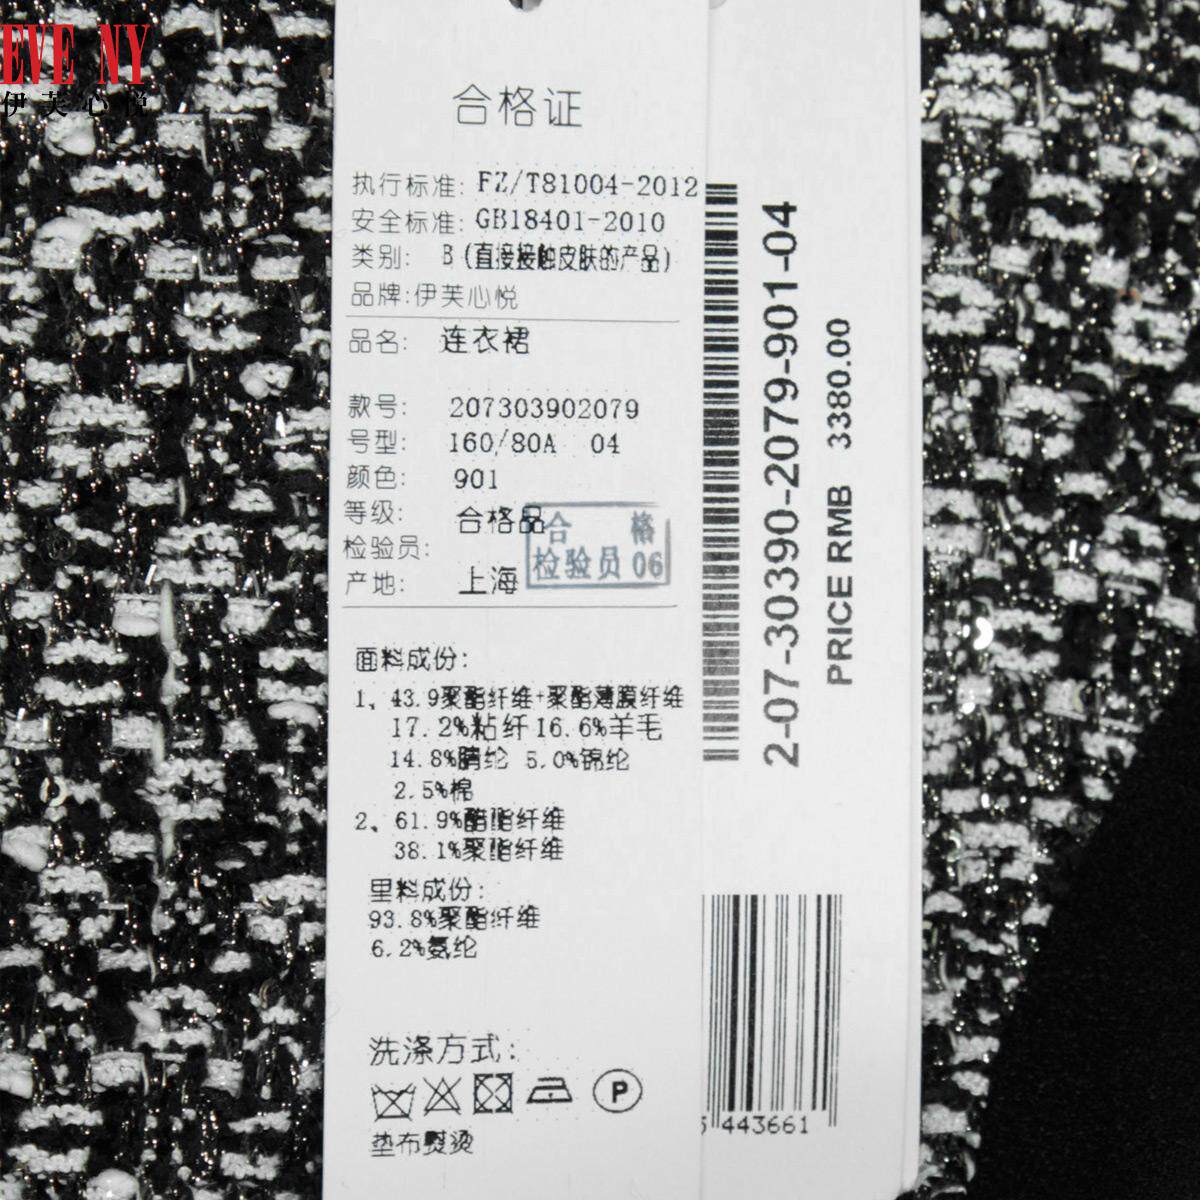 EVE NY
伊芙心悦
合格证
执行标准: FZ/T81004-2012
安全标准: GB18401-2010
类别: B (直接接触皮肤的产品)
品牌:伊芙心悦
品名: 连衣裙
款号: 207303902079
号型: 160/80A 04
颜色: 901
等级: 合格品
检验员:
产地: 上海
合 格
检验员 06
面料成份:
1、43.9聚酯纤维+聚酯薄膜纤维
17.2%粘纤 16.6%羊毛
14.8%腈纶 5.0%锦纶
2.5%棉
2、61.9%醋酯纤维
38.1%聚酯纤维
里料成份:
93.8%聚酯纤维
6.2%氨纶
洗涤方式:
P
垫布熨烫
2-07-30390-2079-901-04
PRICE RMB 3380.00
443661